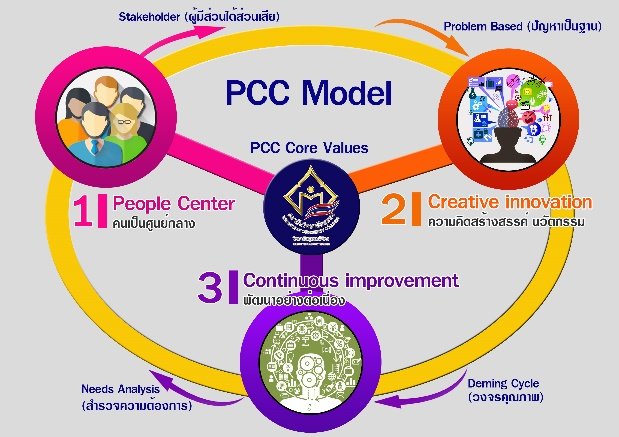 Stakeholder (ผู้มีส่วนได้ส่วนเสีย)
Problem Based (ปัญหาเป็นฐาน)
PCC Model
PCC Core Values
1 People Center
คนเป็นศูนย์กลาง
2 Creative innovation
ความคิดสร้างสรรค์ นวัตกรรม
3 Continuous improvement
พัฒนาอย่างต่อเนื่อง
Needs Analysis
(สำรวจความต้องการ)
Deming Cycle
(วงจรคุณภาพ)